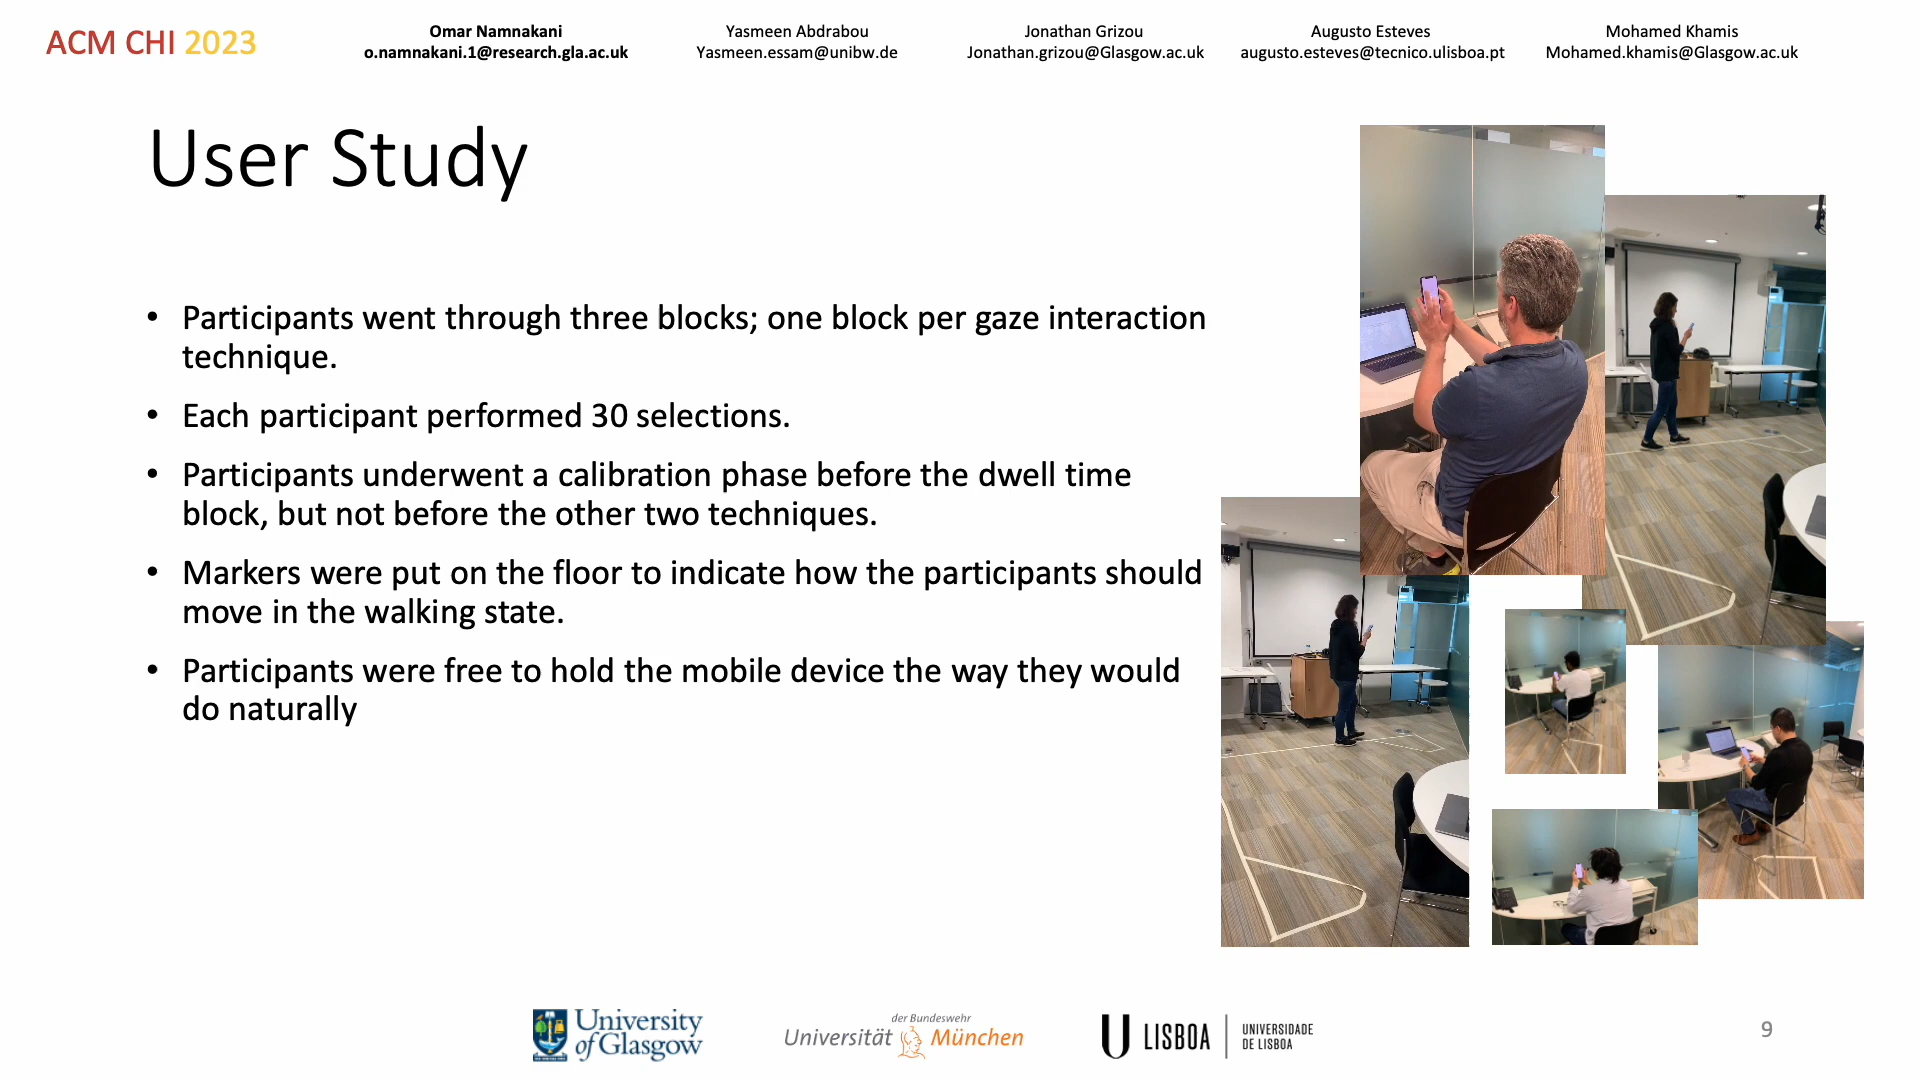 ACM CHI 2023
Omar Namnakani
o.namnakani.1@research.gla.ac.uk
Yasmeen Abdrabou
Yasmeen.essam@unibw.de
Jonathan Grizou
Jonathan.grizou@Glasgow.ac.uk
Augusto Esteves
augusto.esteves@tecnico.ulisboa.pt
Mohamed Khamis
Mohamed.khamis@Glasgow.ac.uk
User Study
• Participants went through three blocks; one block per gaze interaction
technique.
• Each participant performed 30 selections.
• Participants underwent a calibration phase before the dwell time
block, but not before the other two techniques.
• Markers were put on the floor to indicate how the participants should
move in the walking state.
• Participants were free to hold the mobile device the way they would
do naturally
University
of Glasgow
der Bundeswehr
Universität München
U LISBOA
UNIVERSIDADE
DE LISBOA
9